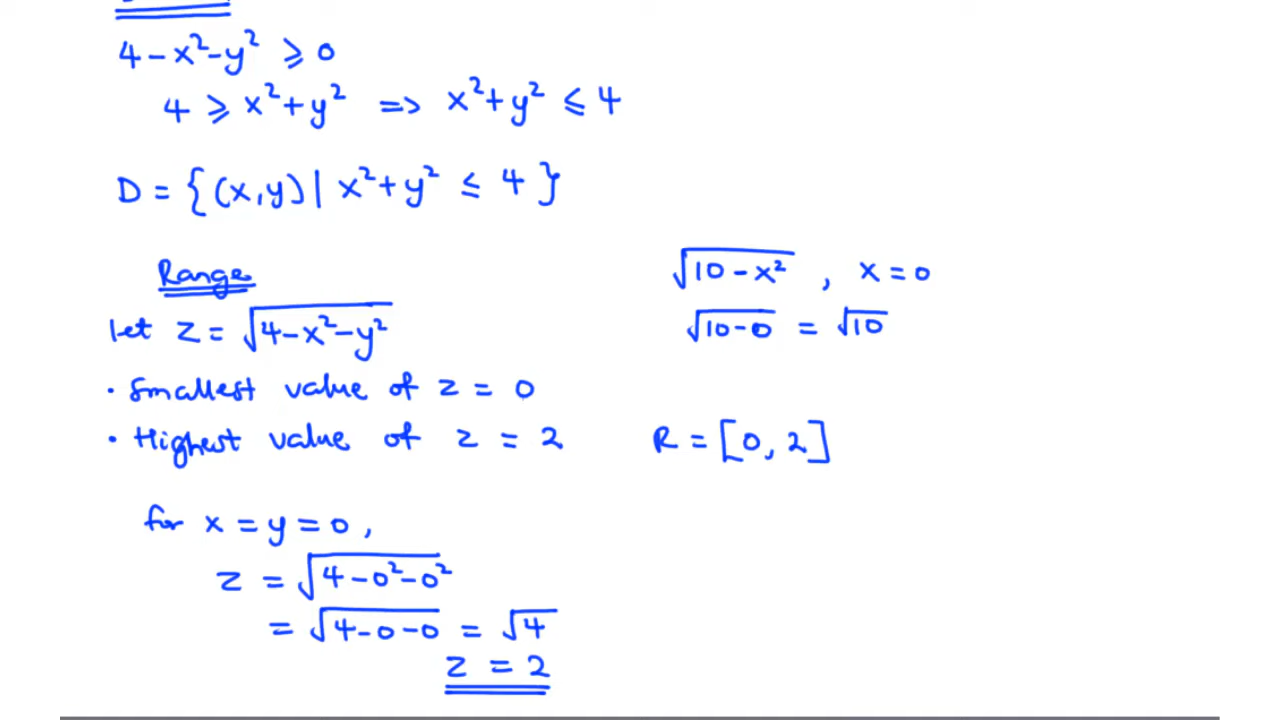 4 - x² - y² ⩾ 0
4 ⩾ x² + y² => x² + y² ⩽ 4
D = {(x,y) | x² + y² ≤ 4}
Range
let z = √(4 - x² - y²)
• Smallest value of z = 0
• Highest value of z = 2
√(10 - x²) , x = 0
√(10 - 0) = √10
R = [0, 2]
for x = y = 0,
z = √(4 - 0² - 0²)
= √(4 - 0 - 0) = √4
z = 2